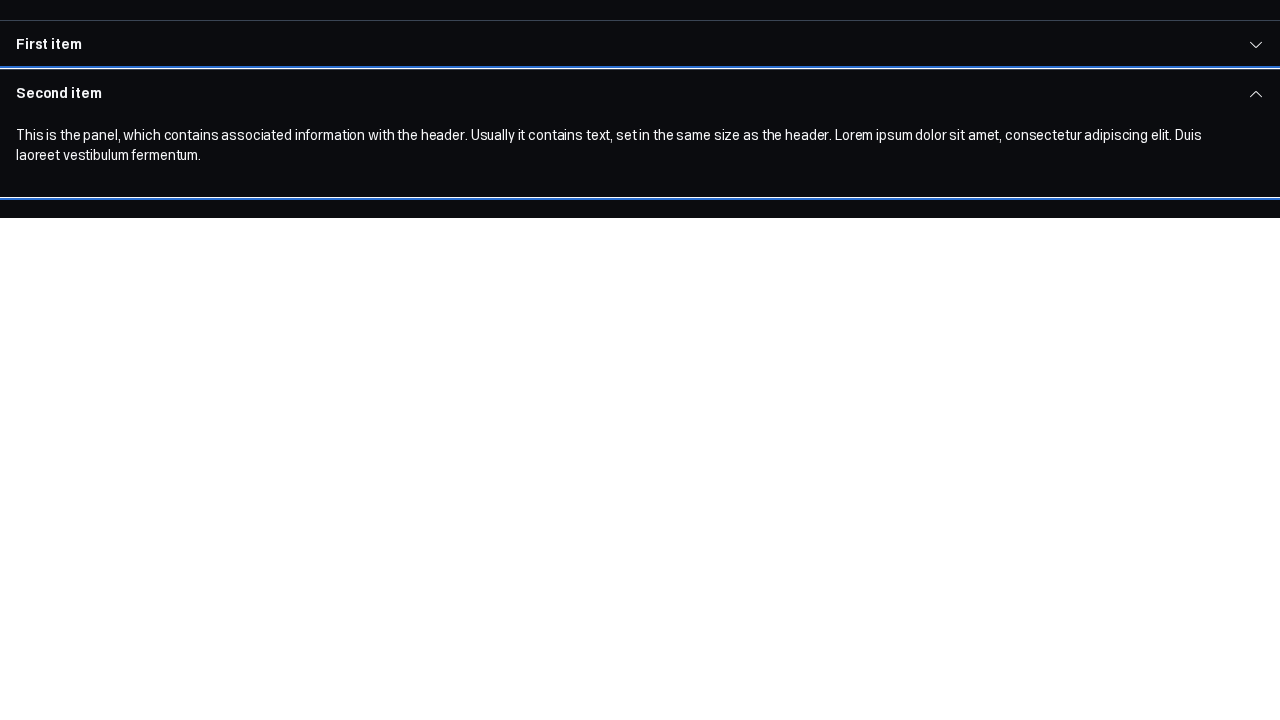 First item
Second item
This is the panel, which contains associated information with the header. Usually it contains text, set in the same size as the header. Lorem ipsum dolor sit amet, consectetur adipiscing elit. Duis
laoreet vestibulum fermentum.